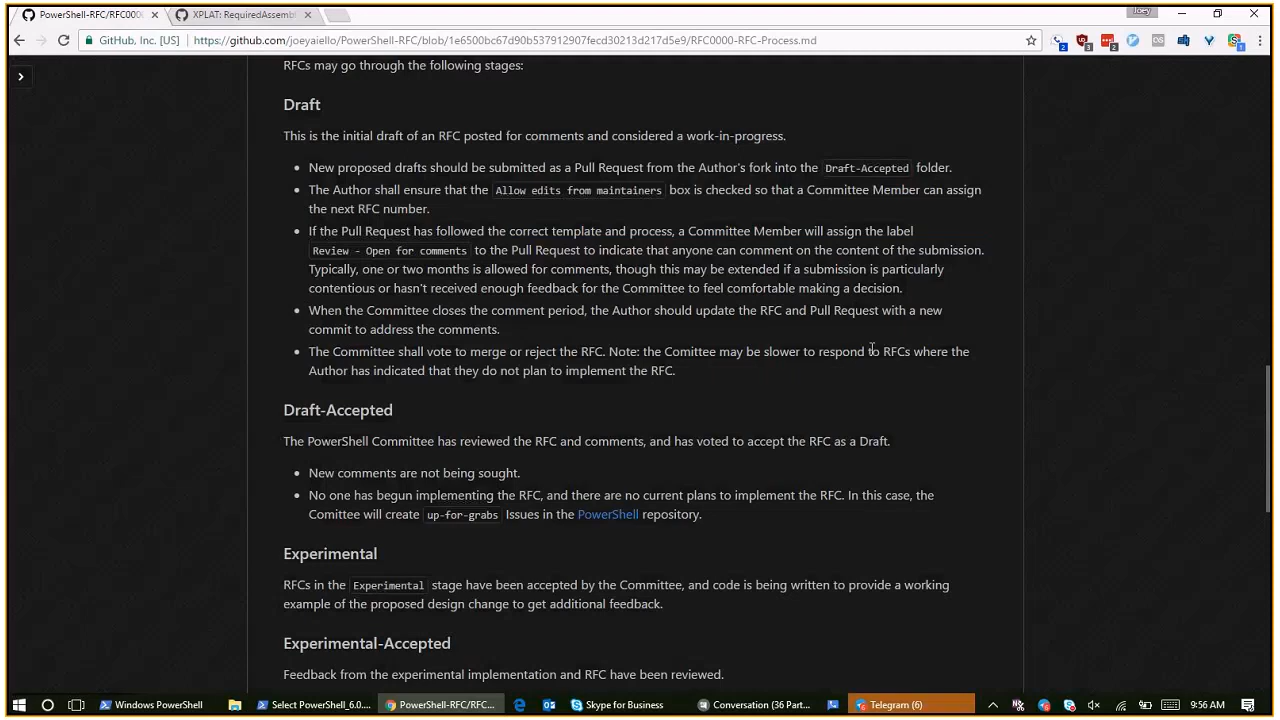 PowerShell-RFC/RFC000
XPLAT: RequiredAssemb
Joey
GitHub, Inc. [US]
https://github.com/joeyaiello/PowerShell-RFC/blob/1e6500bc67d90b537912907fecd30213d217d5e9/RFC0000-RFC-Process.md
2
3
2
1
RFCs may go through the following stages:
Draft
This is the initial draft of an RFC posted for comments and considered a work-in-progress.
New proposed drafts should be submitted as a Pull Request from the Author's fork into the Draft-Accepted folder.
The Author shall ensure that the Allow edits from maintainers box is checked so that a Committee Member can assign
the next RFC number.
If the Pull Request has followed the correct template and process, a Committee Member will assign the label
Review - Open for comments to the Pull Request to indicate that anyone can comment on the content of the submission.
Typically, one or two months is allowed for comments, though this may be extended if a submission is particularly
contentious or hasn't received enough feedback for the Committee to feel comfortable making a decision.
When the Committee closes the comment period, the Author should update the RFC and Pull Request with a new
commit to address the comments.
The Committee shall vote to merge or reject the RFC. Note: the Comittee may be slower to respond to RFCs where the
Author has indicated that they do not plan to implement the RFC.
Draft-Accepted
The PowerShell Committee has reviewed the RFC and comments, and has voted to accept the RFC as a Draft.
New comments are not being sought.
No one has begun implementing the RFC, and there are no current plans to implement the RFC. In this case, the
Comittee will create up-for-grabs Issues in the PowerShell repository.
Experimental
RFCs in the Experimental stage have been accepted by the Committee, and code is being written to provide a working
example of the proposed design change to get additional feedback.
Experimental-Accepted
Feedback from the experimental implementation and RFC have been reviewed.
Windows PowerShell
Select PowerShell_6.0....
PowerShell-RFC/RFC...
Skype for Business
Conversation (36 Part...
Telegram (6)
9:56 AM